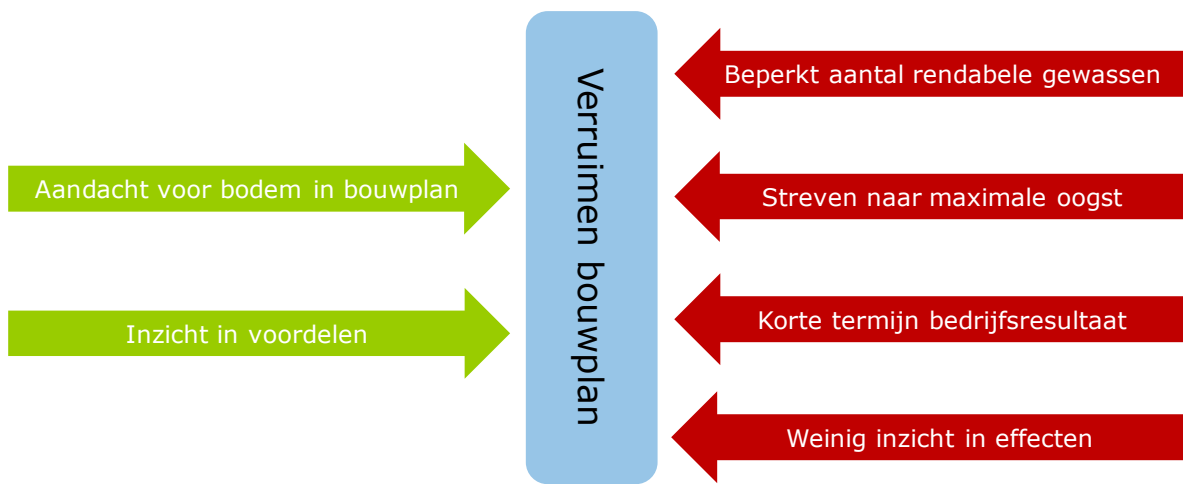 Aandacht voor bodem in bouwplan
Inzicht in voordelen
Verruimen bouwplan
Beperkt aantal rendabele gewassen
Streven naar maximale oogst
Korte termijn bedrijfsresultaat
Weinig inzicht in effecten